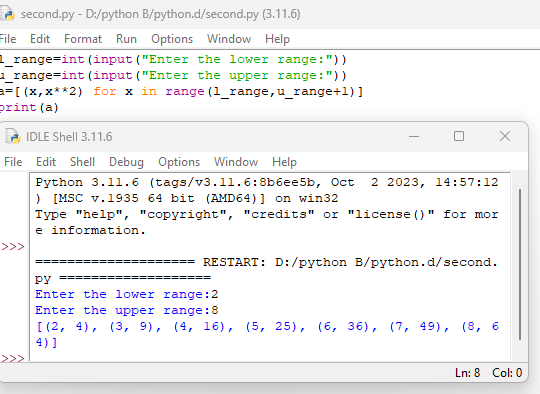 second.py - D:/python B/python.d/second.py (3.11.6)
File Edit Format Run Options Window Help
l_range=int(input("Enter the lower range:"))
u_range=int(input("Enter the upper range:"))
a=[(x,x**2) for x in range(l_range,u_range+1)]
print(a)
IDLE Shell 3.11.6
File Edit Shell Debug Options Window Help
Python 3.11.6 (tags/v3.11.6:8b6ee5b, Oct  2 2023, 14:57:12
) [MSC v.1935 64 bit (AMD64)] on win32
Type "help", "copyright", "credits" or "license()" for mor
e information.
>>>
==================== RESTART: D:/python B/python.d/second.
py ===================
Enter the lower range:2
Enter the upper range:8
[(2, 4), (3, 9), (4, 16), (5, 25), (6, 36), (7, 49), (8, 6
4)]
>>>
Ln: 8 Col: 0